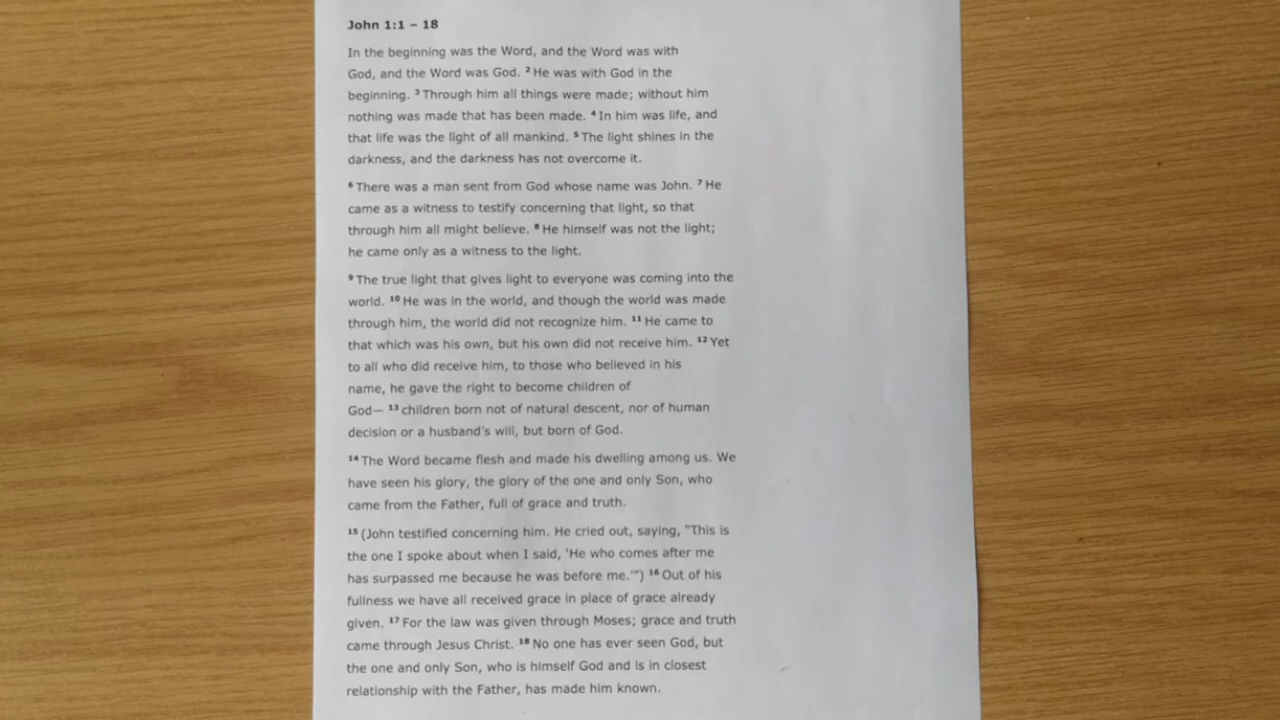 John 1:1 – 18
In the beginning was the Word, and the Word was with
God, and the Word was God. ² He was with God in the
beginning. ³ Through him all things were made; without him
nothing was made that has been made. ⁴ In him was life, and
that life was the light of all mankind. ⁵ The light shines in the
darkness, and the darkness has not overcome it.
⁶ There was a man sent from God whose name was John. ⁷ He
came as a witness to testify concerning that light, so that
through him all might believe. ⁸ He himself was not the light;
he came only as a witness to the light.
⁹ The true light that gives light to everyone was coming into the
world. ¹⁰ He was in the world, and though the world was made
through him, the world did not recognize him. ¹¹ He came to
that which was his own, but his own did not receive him. ¹² Yet
to all who did receive him, to those who believed in his
name, he gave the right to become children of
God— ¹³ children born not of natural descent, nor of human
decision or a husband's will, but born of God.
¹⁴ The Word became flesh and made his dwelling among us. We
have seen his glory, the glory of the one and only Son, who
came from the Father, full of grace and truth.
¹⁵ (John testified concerning him. He cried out, saying, "This is
the one I spoke about when I said, 'He who comes after me
has surpassed me because he was before me.'") ¹⁶ Out of his
fullness we have all received grace in place of grace already
given. ¹⁷ For the law was given through Moses; grace and truth
came through Jesus Christ. ¹⁸ No one has ever seen God, but
the one and only Son, who is himself God and is in closest
relationship with the Father, has made him known.